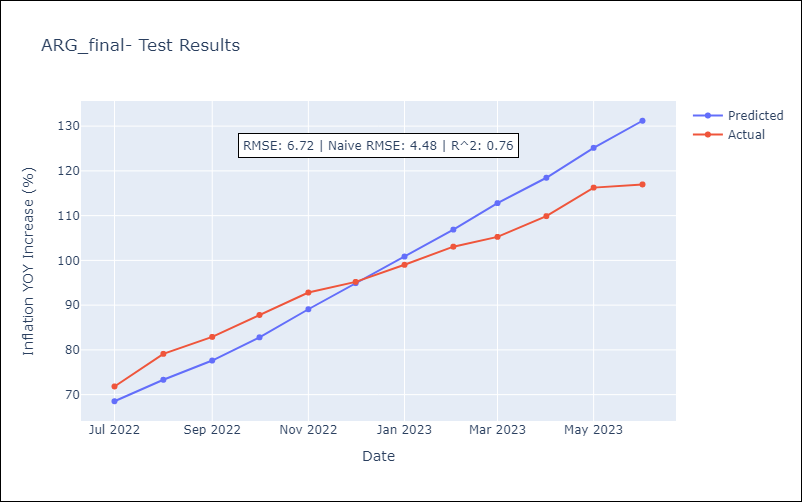 ARG_final- Test Results
Predicted
Actual
RMSE: 6.72 | Naive RMSE: 4.48 | R^2: 0.76
Inflation YOY Increase (%)
130
120
110
100
90
80
70
Jul 2022
Sep 2022
Nov 2022
Jan 2023
Mar 2023
May 2023
Date